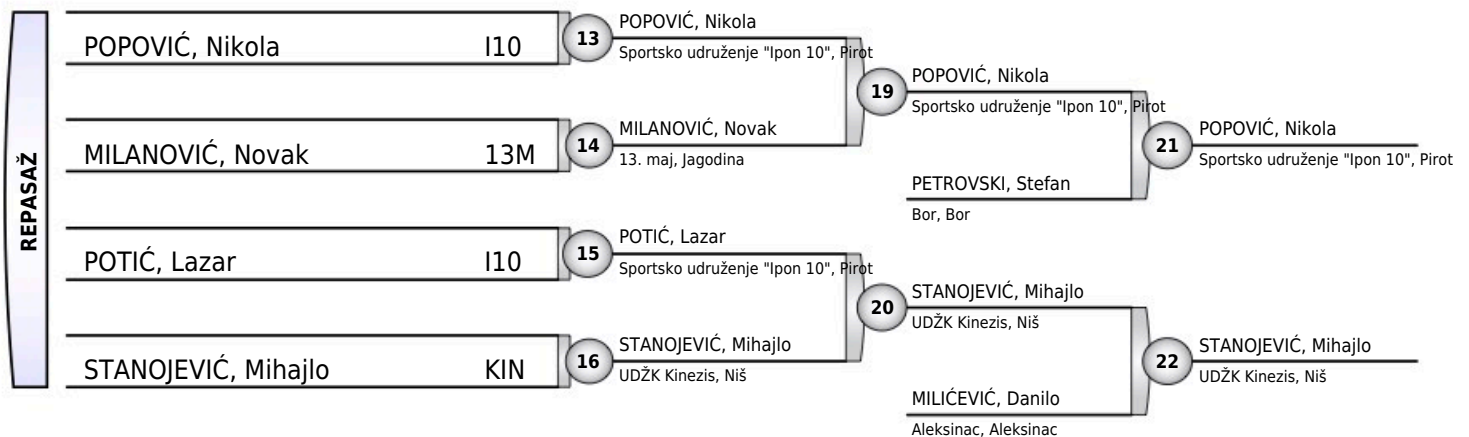 REPASAŽ
POPOVIĆ, Nikola I10
13
POPOVIĆ, Nikola
Sportsko udruženje "Ipon 10", Pirot
MILANOVIĆ, Novak 13M
14
MILANOVIĆ, Novak
13. maj, Jagodina
19
POPOVIĆ, Nikola
Sportsko udruženje "Ipon 10", Pirot
PETROVSKI, Stefan
Bor, Bor
21
POPOVIĆ, Nikola
Sportsko udruženje "Ipon 10", Pirot
POTIĆ, Lazar I10
15
POTIĆ, Lazar
Sportsko udruženje "Ipon 10", Pirot
STANOJEVIĆ, Mihajlo KIN
16
STANOJEVIĆ, Mihajlo
UDŽK Kinezis, Niš
20
STANOJEVIĆ, Mihajlo
UDŽK Kinezis, Niš
MILIĆEVIĆ, Danilo
Aleksinac, Aleksinac
22
STANOJEVIĆ, Mihajlo
UDŽK Kinezis, Niš